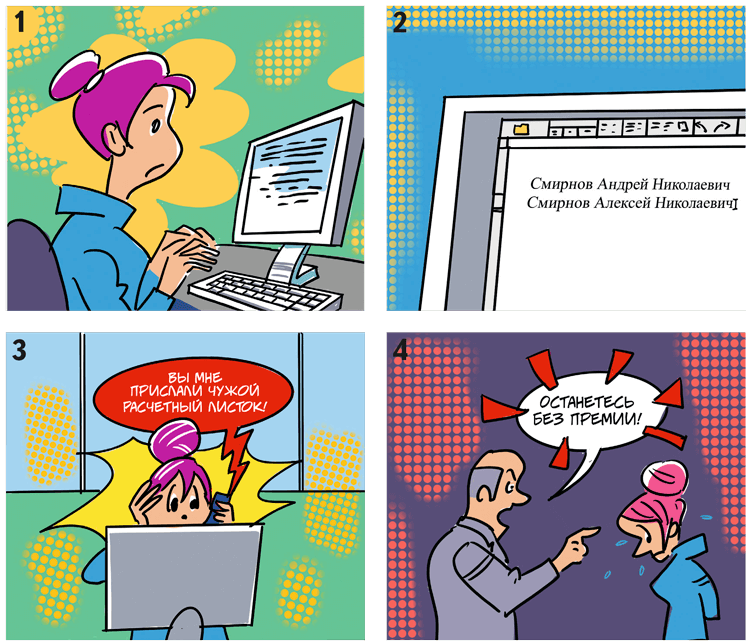 1
2
Смирнов Андрей Николаевич
Смирнов Алексей Николаевич
3
ВЫ МНЕ
ПРИСЛАЛИ ЧУЖОЙ
РАСЧЕТНЫЙ ЛИСТОК!
4
ОСТАНЕТЕСЬ
БЕЗ ПРЕМИИ!